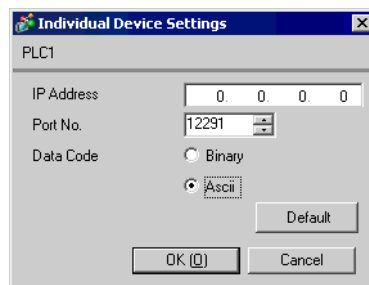 Individual Device Settings
PLC1
IP Address 0. 0. 0. 0
Port No. 12291
Data Code Binary
Ascii
Default
OK (O) Cancel